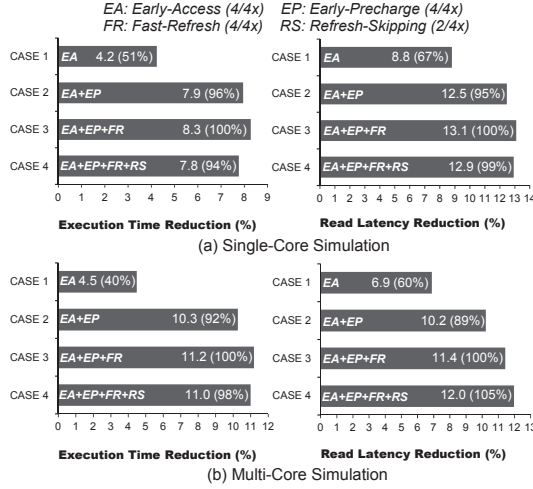 EA: Early-Access (4/4x) EP: Early-Precharge (4/4x)
FR: Fast-Refresh (4/4x) RS: Refresh-Skipping (2/4x)
CASE 1 EA 4.2 (51%)
CASE 2 EA+EP 7.9 (96%)
CASE 3 EA+EP+FR 8.3 (100%)
CASE 4 EA+EP+FR+RS 7.8 (94%)
0 1 2 3 4 5 6 7 8 9
Execution Time Reduction (%)
CASE 1 EA 8.8 (67%)
CASE 2 EA+EP 12.5 (95%)
CASE 3 EA+EP+FR 13.1 (100%)
CASE 4 EA+EP+FR+RS 12.9 (99%)
0 1 2 3 4 5 6 7 8 9 10 11 12 13 14
Read Latency Reduction (%)
(a) Single-Core Simulation
CASE 1 EA 4.5 (40%)
CASE 2 EA+EP 10.3 (92%)
CASE 3 EA+EP+FR 11.2 (100%)
CASE 4 EA+EP+FR+RS 11.0 (98%)
0 1 2 3 4 5 6 7 8 9 10 11 12
Execution Time Reduction (%)
CASE 1 EA 6.9 (60%)
CASE 2 EA+EP 10.2 (89%)
CASE 3 EA+EP+FR 11.4 (100%)
CASE 4 EA+EP+FR+RS 12.0 (105%)
0 1 2 3 4 5 6 7 8 9 10 11 12 13
Read Latency Reduction (%)
(b) Multi-Core Simulation